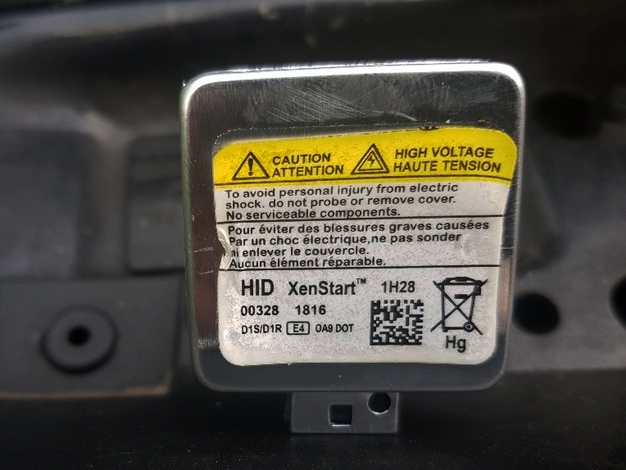 CAUTION
ATTENTION
HIGH VOLTAGE
HAUTE TENSION
To avoid personal injury from electric
shock. do not probe or remove cover.
No serviceable components.
Pour éviter des blessures graves causées
Par un choc électrique,ne pas sonder
ni enlever le couvercle.
Aucun élément réparable.
HID XenStart™ 1H28
00328 1816
D1S/D1R E4 OA9 DOT
Hg